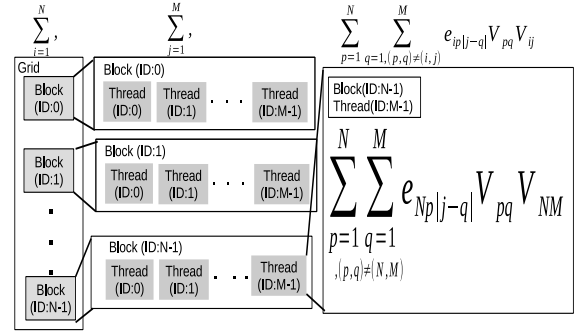 N
∑,
i=1
M
∑,
j=1
N M
∑ ∑ e_{ip|j-q|} V_{pq} V_{ij}
p=1 q=1,(p,q)≠(i,j)
Grid
Block
(ID:0)
Block (ID:0)
Thread
(ID:0)
Thread
(ID:1)
. . . .
Thread
(ID:M-1)
Block
(ID:1)
Block (ID:1)
Thread
(ID:0)
Thread
(ID:1)
. . . .
Thread
(ID:M-1)
Block
(ID:N-1)
Block (ID:N-1)
Thread
(ID:0)
Thread
(ID:1)
. . . .
Thread
(ID:M-1)
Block(ID:N-1)
Thread(ID:M-1)
N M
∑ ∑ e_{Np|j-q|} V_{pq} V_{NM}
p=1 q=1
,(p,q)≠(N,M)